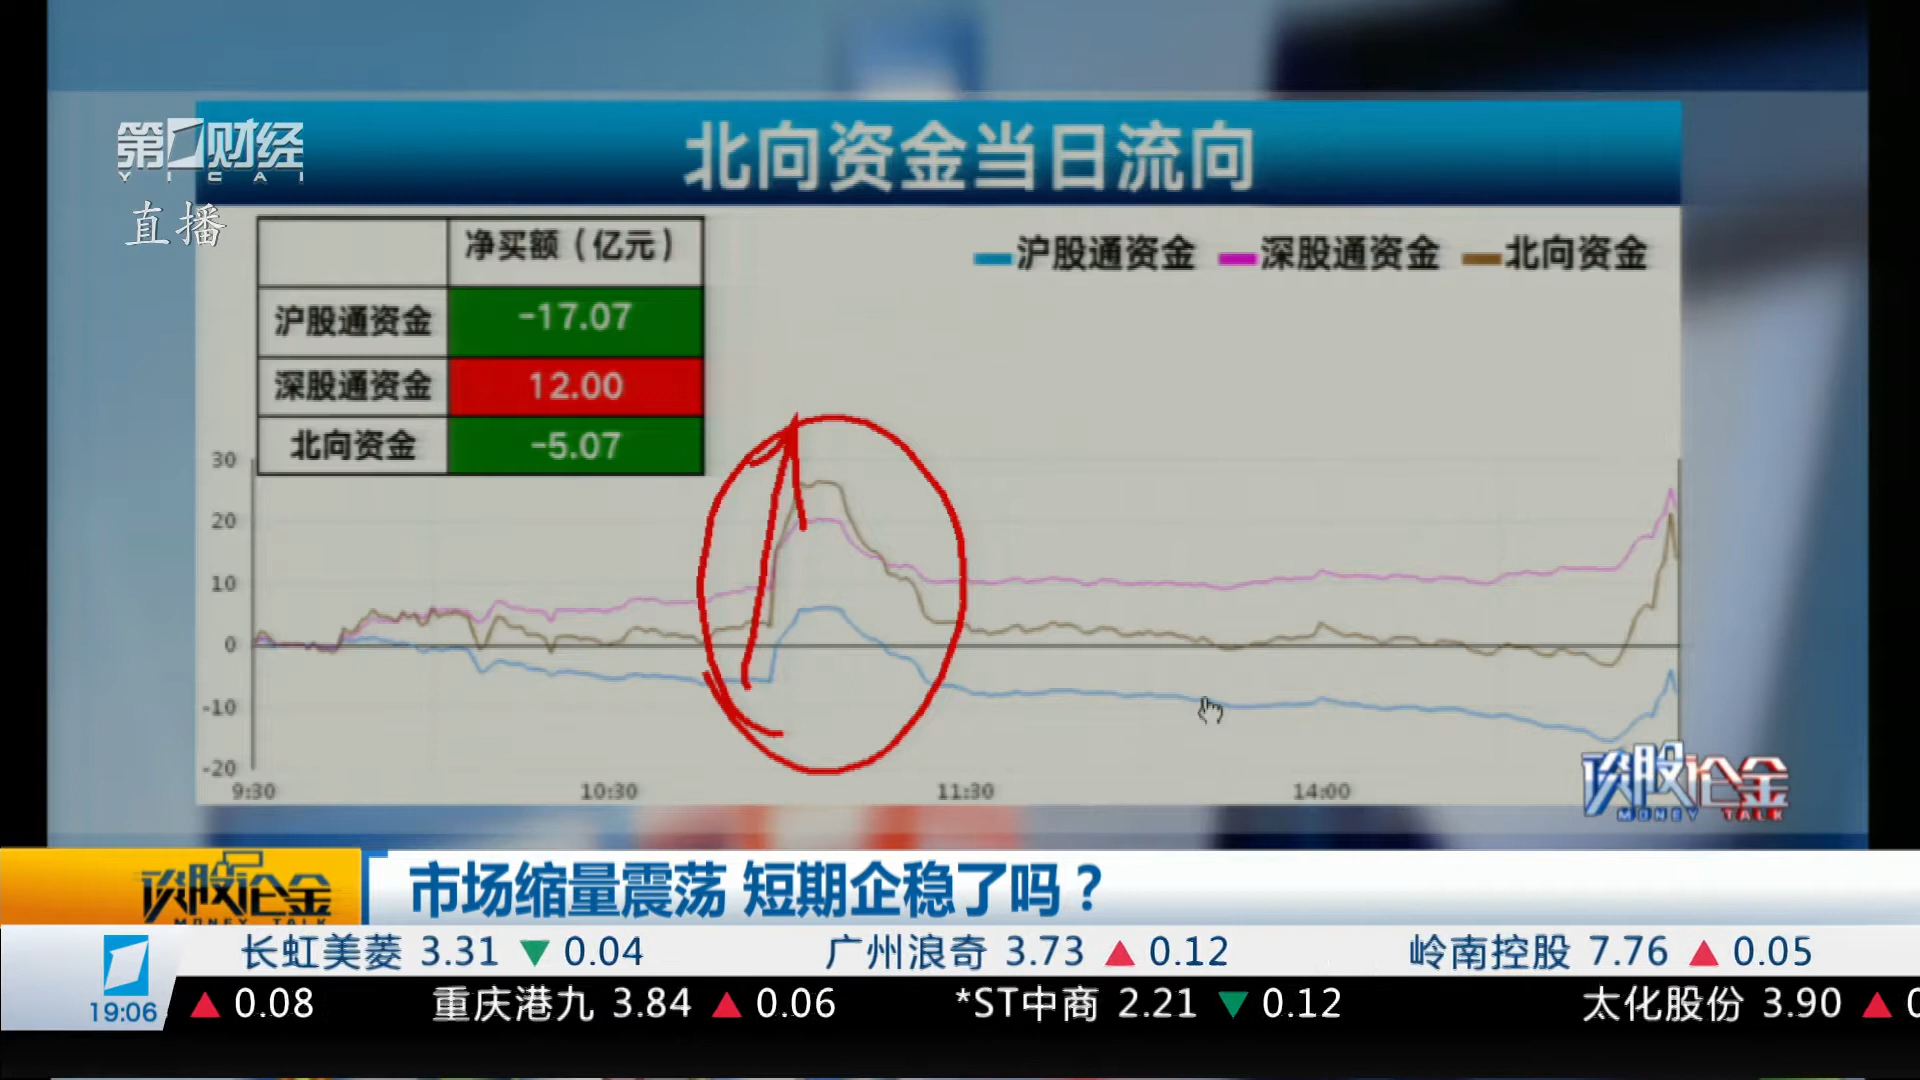 北向资金当日流向
第一财经
YICAI
直播
净买额（亿元）
沪股通资金 -17.07
深股通资金 12.00
北向资金 -5.07
沪股通资金 深股通资金 北向资金
30
20
10
0
-10
-20
9:30 10:30 11:30 14:00
谈股论金
MONEY TALK
谈股论金
MONEY TALK
市场缩量震荡 短期企稳了吗？
长虹美菱 3.31 ▼ 0.04 广州浪奇 3.73 ▲ 0.12 岭南控股 7.76 ▲ 0.05
19:06
▲ 0.08 重庆港九 3.84 ▲ 0.06 *ST中商 2.21 ▼ 0.12 太化股份 3.90 ▲ 0